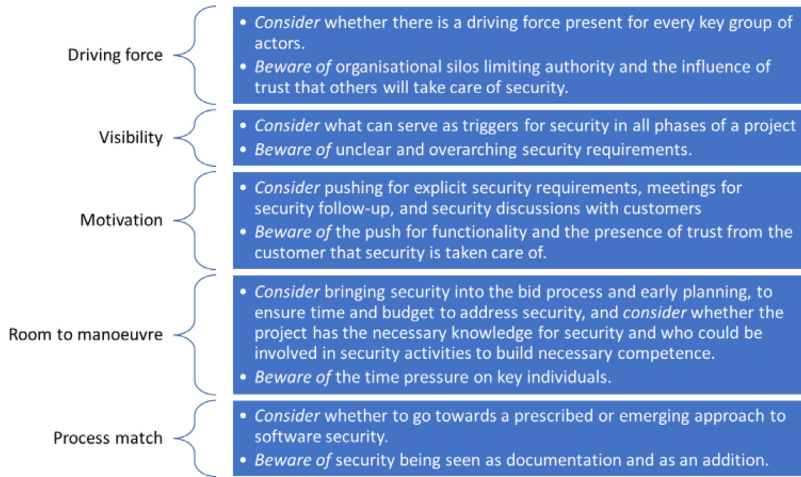 Driving force
• Consider whether there is a driving force present for every key group of
actors.
• Beware of organisational silos limiting authority and the influence of
trust that others will take care of security.
Visibility
• Consider what can serve as triggers for security in all phases of a project
• Beware of unclear and overarching security requirements.
Motivation
• Consider pushing for explicit security requirements, meetings for
security follow-up, and security discussions with customers
• Beware of the push for functionality and the presence of trust from the
customer that security is taken care of.
Room to manoeuvre
• Consider bringing security into the bid process and early planning, to
ensure time and budget to address security, and consider whether the
project has the necessary knowledge for security and who could be
involved in security activities to build necessary competence.
• Beware of the time pressure on key individuals.
Process match
• Consider whether to go towards a prescribed or emerging approach to
software security.
• Beware of security being seen as documentation and as an addition.